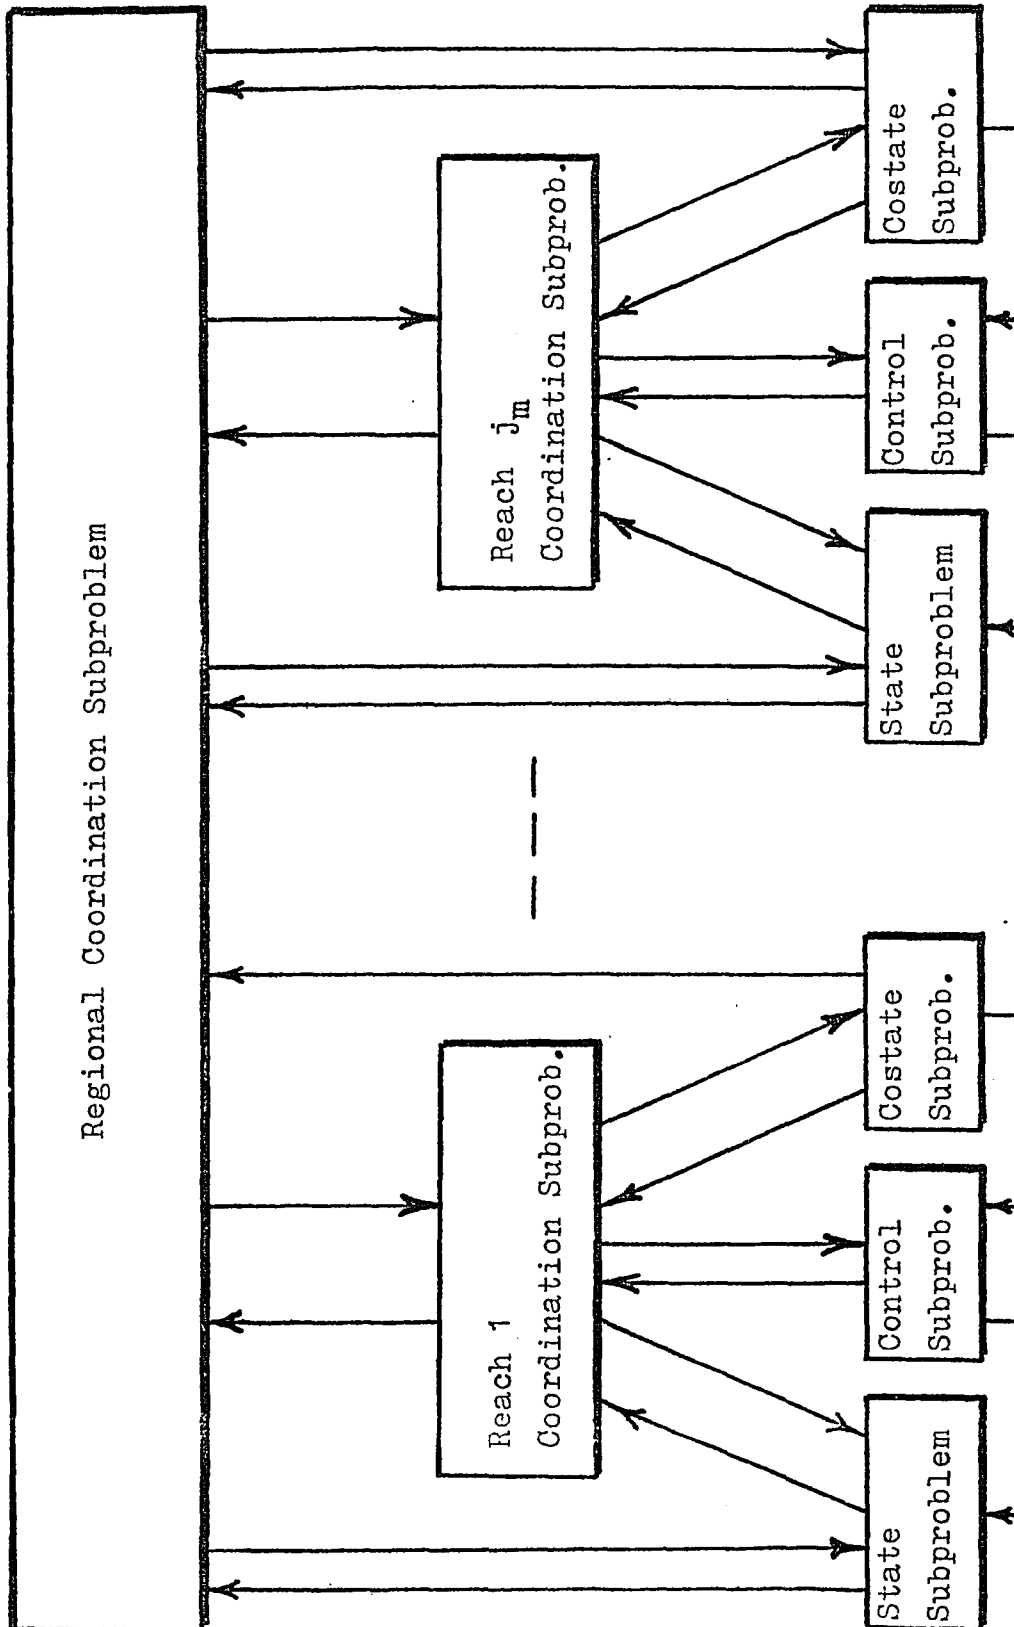 Regional Coordination Subproblem
Reach 1
Coordination Subprob.
Reach jm
Coordination Subprob.
State
Subproblem
Control
Subprob.
Costate
Subprob.
State
Subproblem
Control
Subprob.
Costate
Subprob.